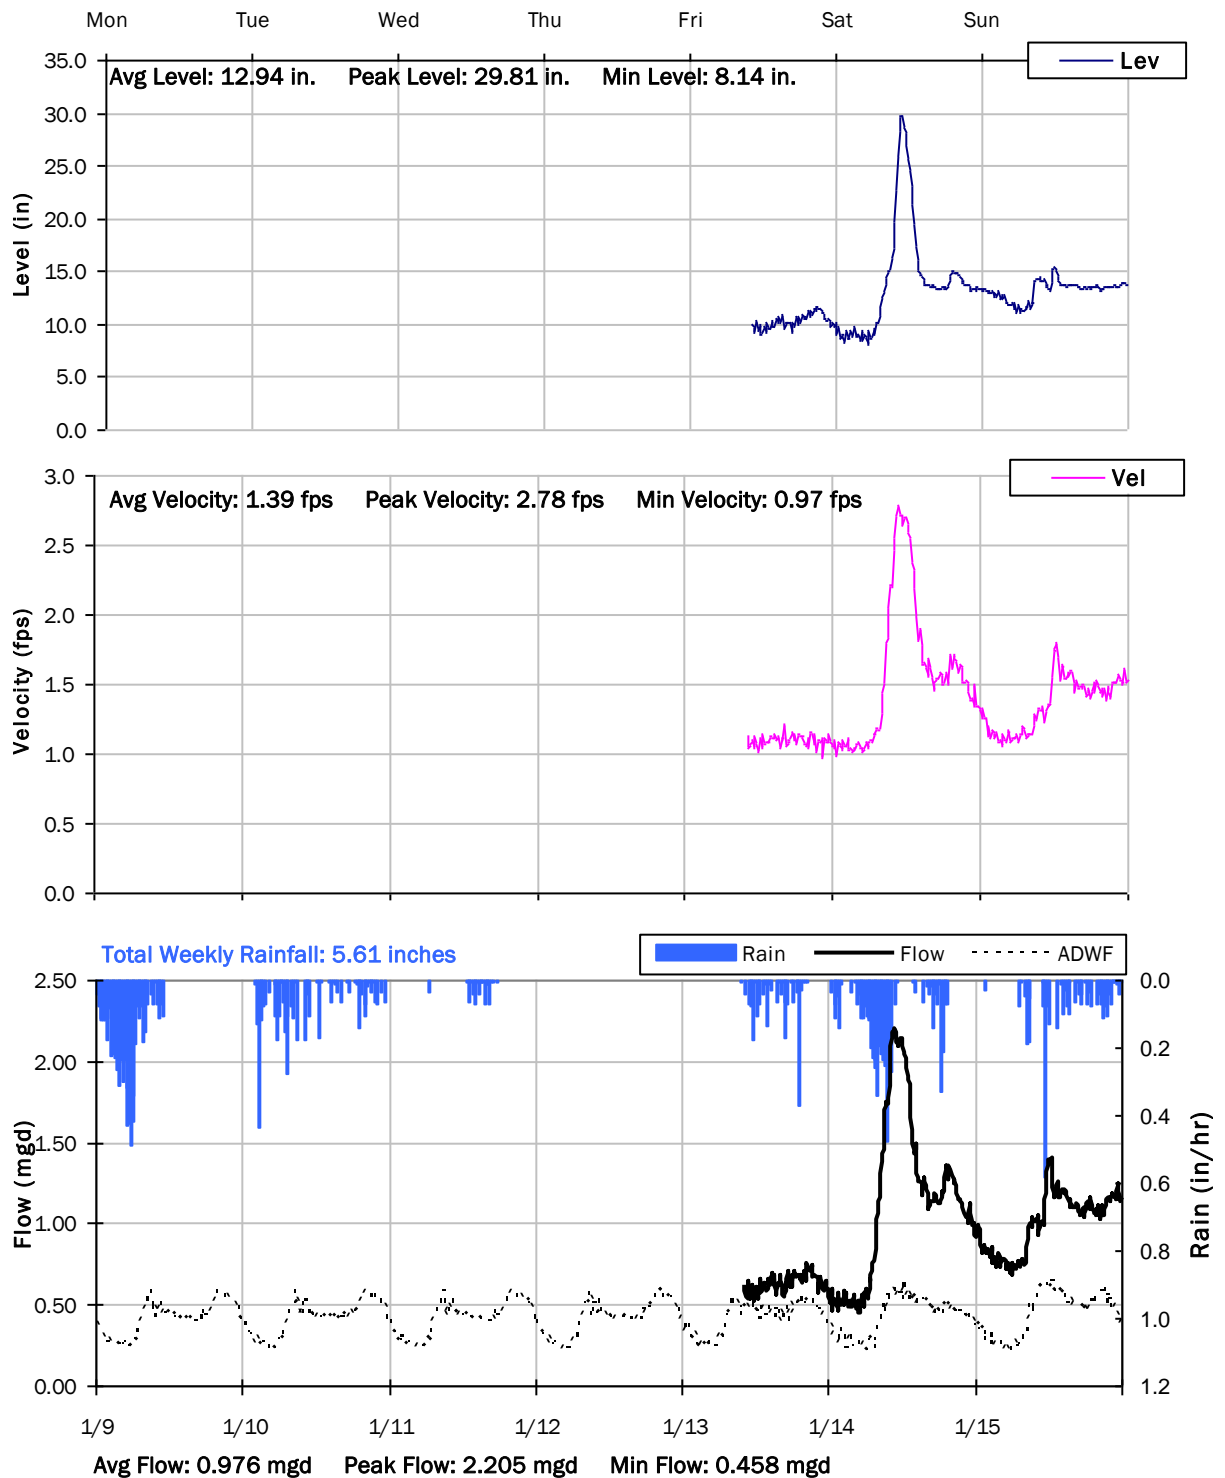 Mon Tue Wed Thu Fri Sat Sun
Lev
Avg Level: 12.94 in. Peak Level: 29.81 in. Min Level: 8.14 in.
35.0
30.0
25.0
20.0
15.0
10.0
5.0
0.0
Level (in)
Vel
Avg Velocity: 1.39 fps Peak Velocity: 2.78 fps Min Velocity: 0.97 fps
3.0
2.5
2.0
1.5
1.0
0.5
0.0
Velocity (fps)
Total Weekly Rainfall: 5.61 inches
Rain Flow ADWF
2.50
2.00
1.50
1.00
0.50
0.00
Flow (mgd)
0.0
0.2
0.4
0.6
0.8
1.0
1.2
Rain (in/hr)
1/9 1/10 1/11 1/12 1/13 1/14 1/15
Avg Flow: 0.976 mgd Peak Flow: 2.205 mgd Min Flow: 0.458 mgd